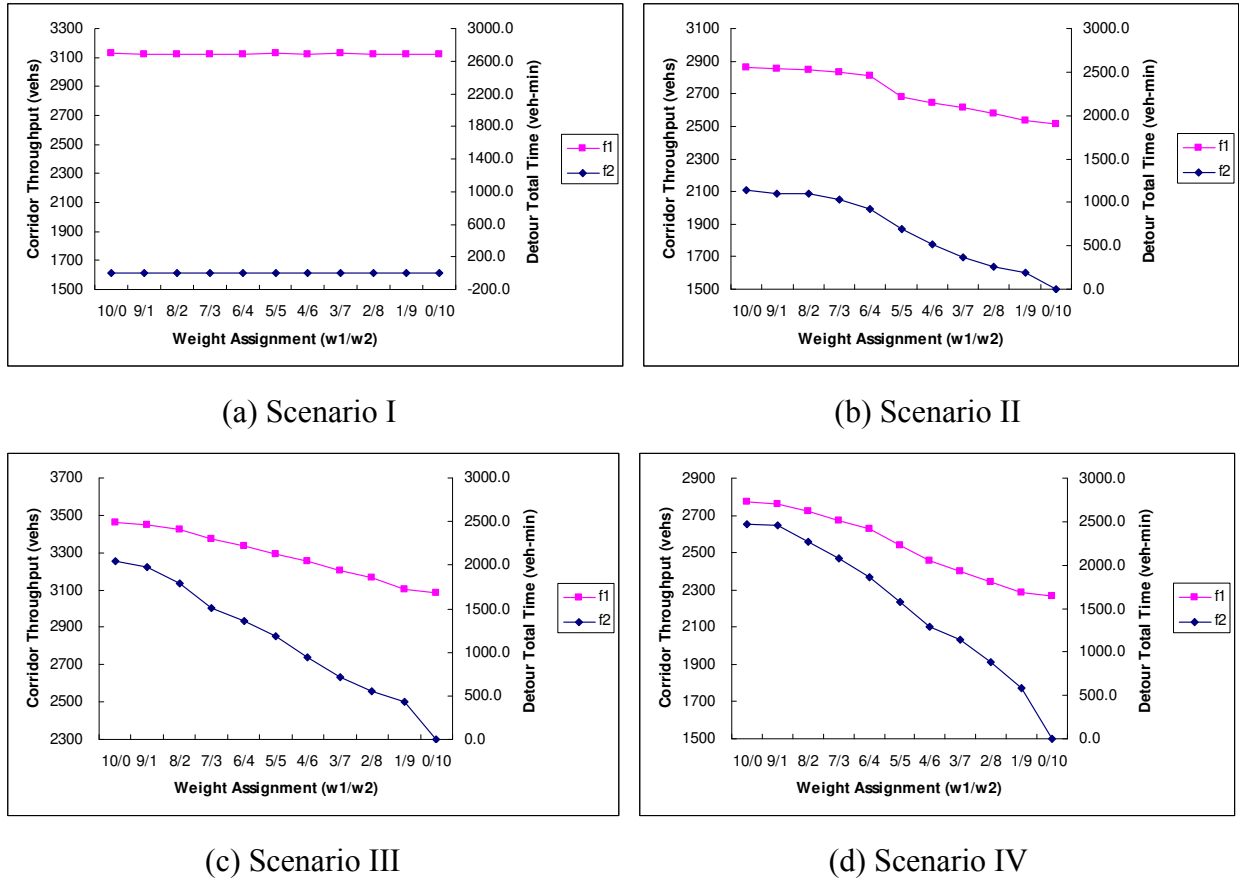 3300
3100
2900
2700
2500
2300
2100
1900
1700
1500
Corridor Throughput (vehs)
3000.0
2600.0
2200.0
1800.0
1400.0
1000.0
600.0
200.0
-200.0
Detour Total Time (veh-min)
f1
f2
10/0 9/1 8/2 7/3 6/4 5/5 4/6 3/7 2/8 1/9 0/10
Weight Assignment (w1/w2)
(a) Scenario I
3100
2900
2700
2500
2300
2100
1900
1700
1500
Corridor Throughput (vehs)
3000.0
2500.0
2000.0
1500.0
1000.0
500.0
0.0
Detour Total Time (veh-min)
f1
f2
10/0 9/1 8/2 7/3 6/4 5/5 4/6 3/7 2/8 1/9 0/10
Weight Assignment (w1/w2)
(b) Scenario II
3700
3500
3300
3100
2900
2700
2500
2300
Corridor Throughput (vehs)
3000.0
2500.0
2000.0
1500.0
1000.0
500.0
0.0
Detour Total Time (veh-min)
f1
f2
10/0 9/1 8/2 7/3 6/4 5/5 4/6 3/7 2/8 1/9 0/10
Weight Assignment (w1/w2)
(c) Scenario III
2900
2700
2500
2300
2100
1900
1700
1500
Corridor Throughput (vehs)
3000.0
2500.0
2000.0
1500.0
1000.0
500.0
0.0
Detour Total Time (veh-min)
f1
f2
10/0 9/1 8/2 7/3 6/4 5/5 4/6 3/7 2/8 1/9 0/10
Weight Assignment (w1/w2)
(d) Scenario IV